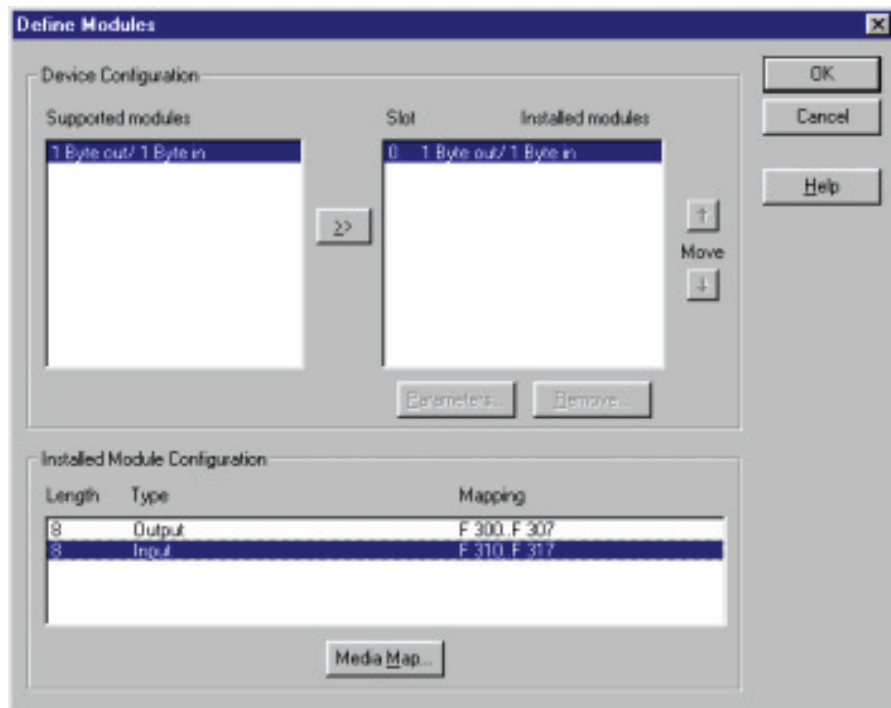 Define Modules
Device Configuration
Supported modules
1 Byte out/ 1 Byte in
>>
Slot Installed modules
0 1 Byte out/ 1 Byte in
Move
Parameters... Remove...
OK
Cancel
Help
Installed Module Configuration
Length Type Mapping
8 Output F 300..F 307
8 Input F 310..F 317
Media Map...